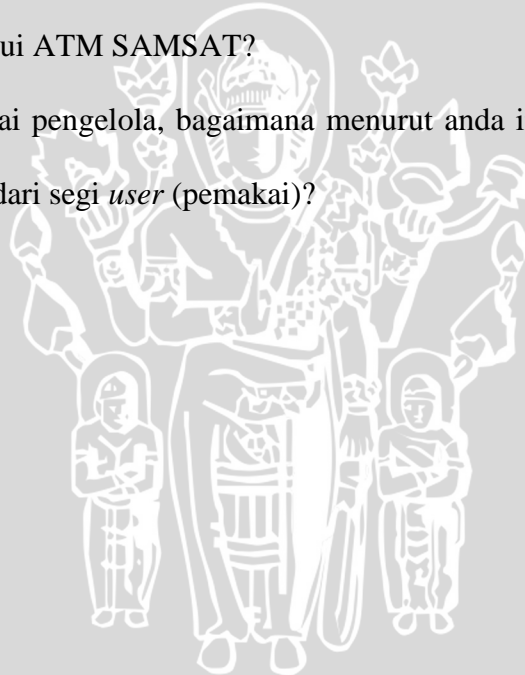 ui ATM SAMSAT?
ai pengelola, bagaimana menurut anda i
dari segi user (pemakai)?